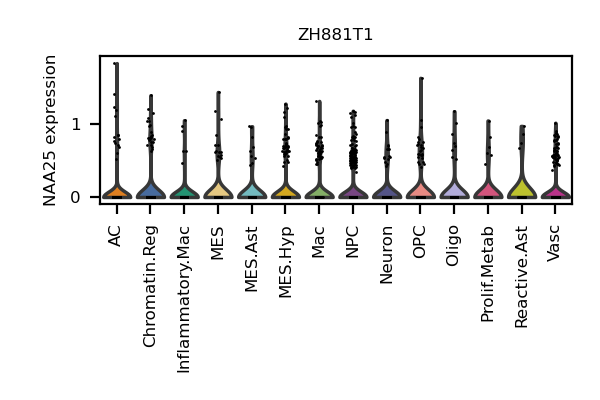 ZH881T1
NAA25 expression
1
0
AC
Chromatin.Reg
Inflammatory.Mac
MES
MES.Ast
MES.Hyp
Mac
NPC
Neuron
OPC
Oligo
Prolif.Metab
Reactive.Ast
Vasc